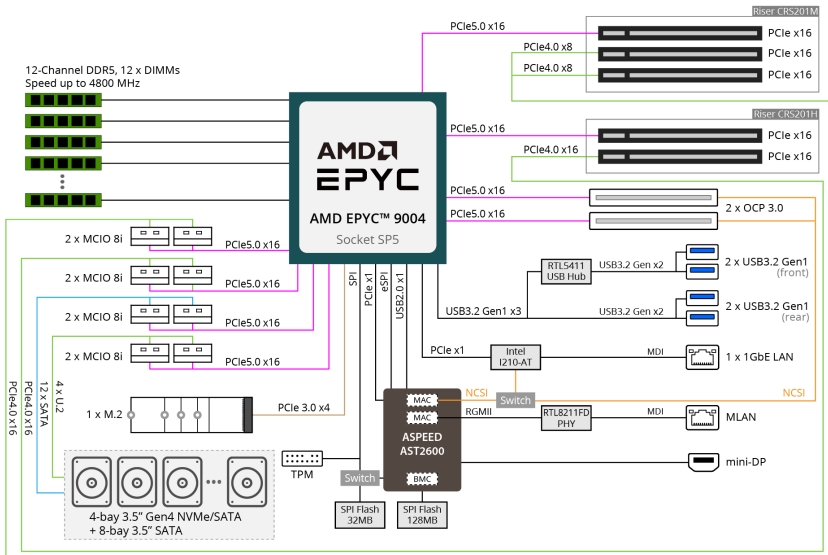 Riser CRS201M
PCIe5.0 x16
PCIe x16
PCIe4.0 x8
PCIe x16
PCIe4.0 x8
PCIe x16
12-Channel DDR5, 12 x DIMMs
Speed up to 4800 MHz
Riser CRS201H
PCIe5.0 x16
PCIe x16
PCIe4.0 x16
PCIe x16
AMD
EPYC
AMD EPYC™ 9004
Socket SP5
PCIe5.0 x16
PCIe5.0 x16
2 x OCP 3.0
2 x MCIO 8i
PCIe5.0 x16
2 x MCIO 8i
PCIe5.0 x16
2 x MCIO 8i
PCIe5.0 x16
2 x MCIO 8i
PCIe5.0 x16
SPI
PCIe x1
eSPI
USB2.0 x1
RTL5411
USB Hub
USB3.2 Gen x2
2 x USB3.2 Gen1
(front)
USB3.2 Gen1 x3
USB3.2 Gen x2
2 x USB3.2 Gen1
(rear)
PCIe x1
Intel
I210-AT
MDI
1 x 1GbE LAN
PCIe4.0 x16
PCIe4.0 x16
12 x SATA
4 x U.2
1 x M.2
PCIe 3.0 x4
MAC
NCSI
Switch
NCSI
MAC
RGMII
RTL8211FD
PHY
MDI
MLAN
ASPEED
AST2600
TPM
mini-DP
Switch
BMC
SPI Flash
32MB
SPI Flash
128MB
4-bay 3.5” Gen4 NVMe/SATA
+ 8-bay 3.5” SATA